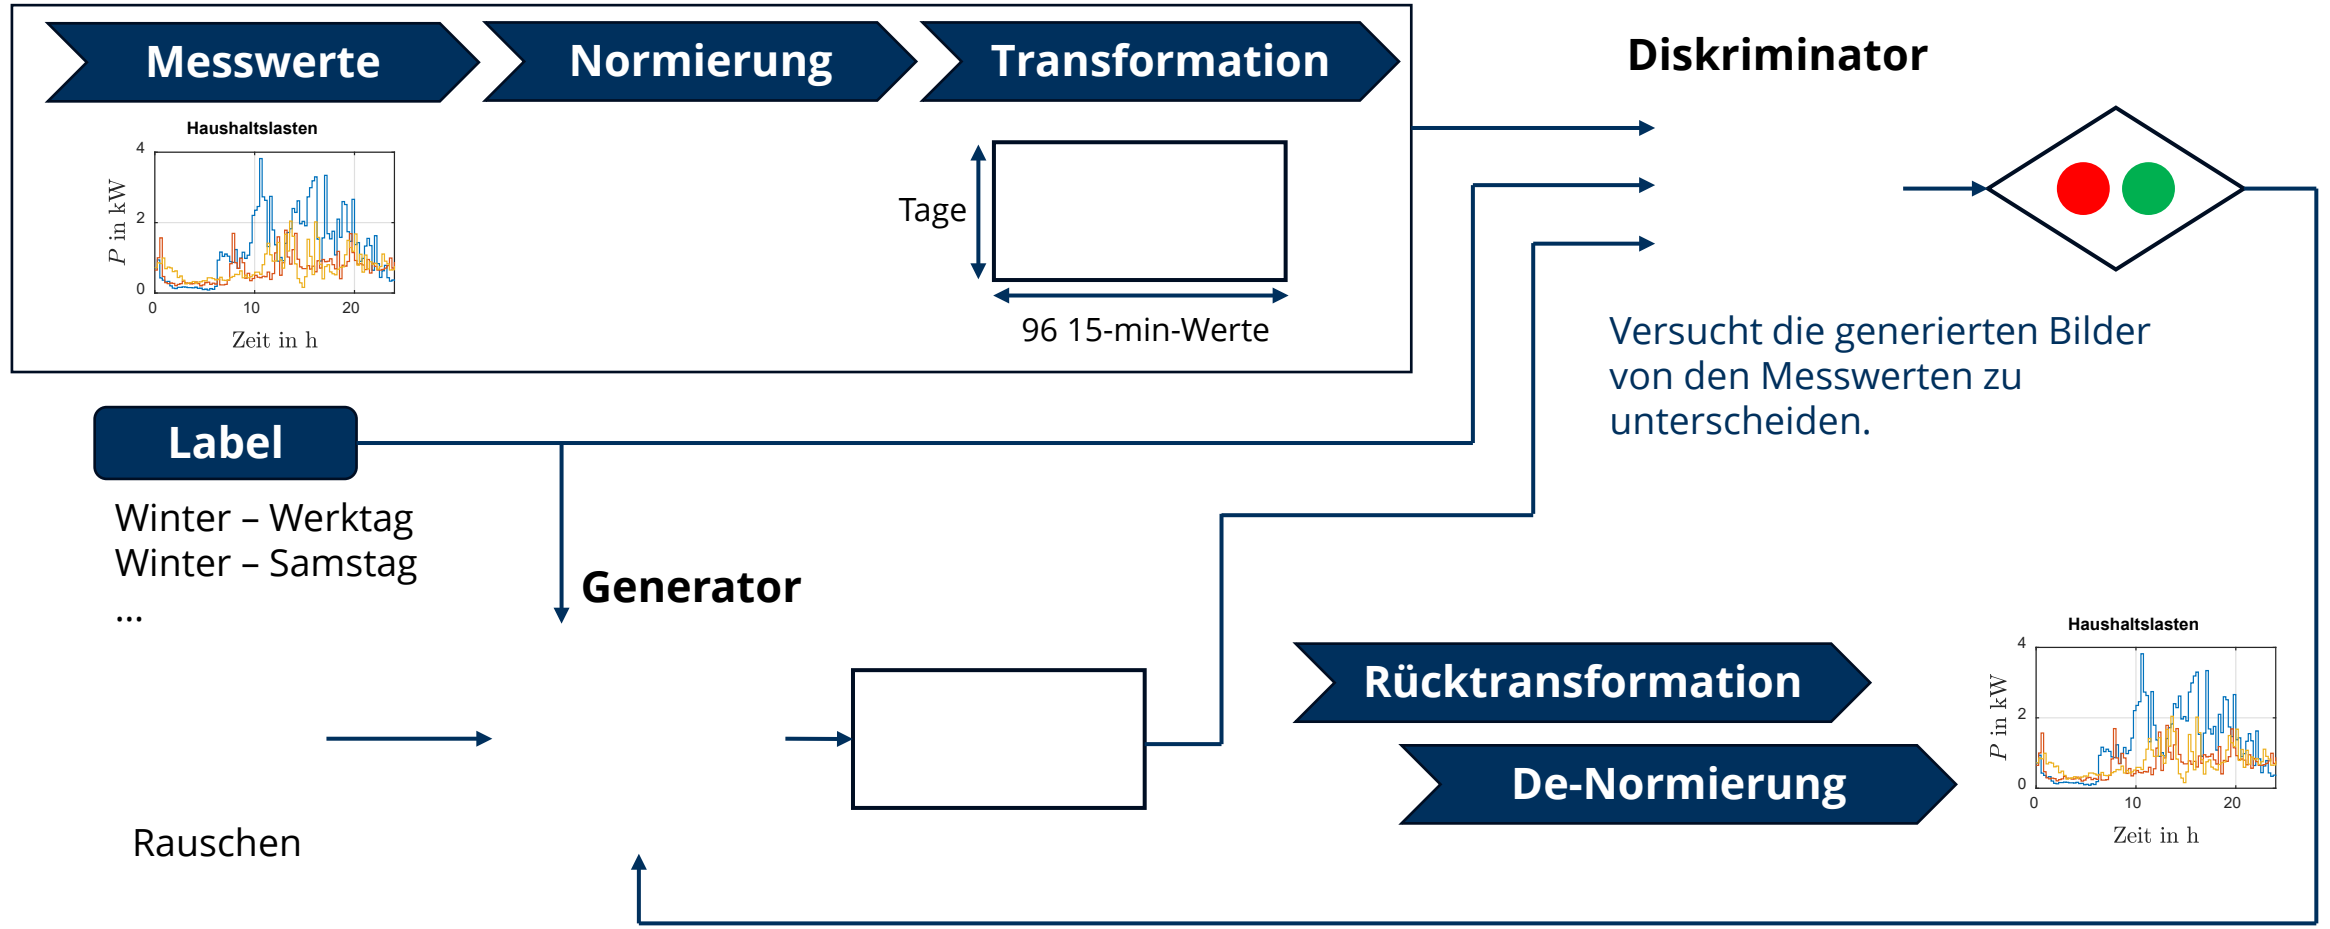 Messwerte
Normierung
Transformation
Diskriminator
Haushaltslasten
4
2
0
P in kW
0
10
20
Zeit in h
Tage
96 15-min-Werte
Versucht die generierten Bilder
von den Messwerten zu
unterscheiden.
Label
Winter – Werktag
Winter – Samstag
...
Generator
Rauschen
Rücktransformation
De-Normierung
Haushaltslasten
4
2
0
P in kW
0
10
20
Zeit in h